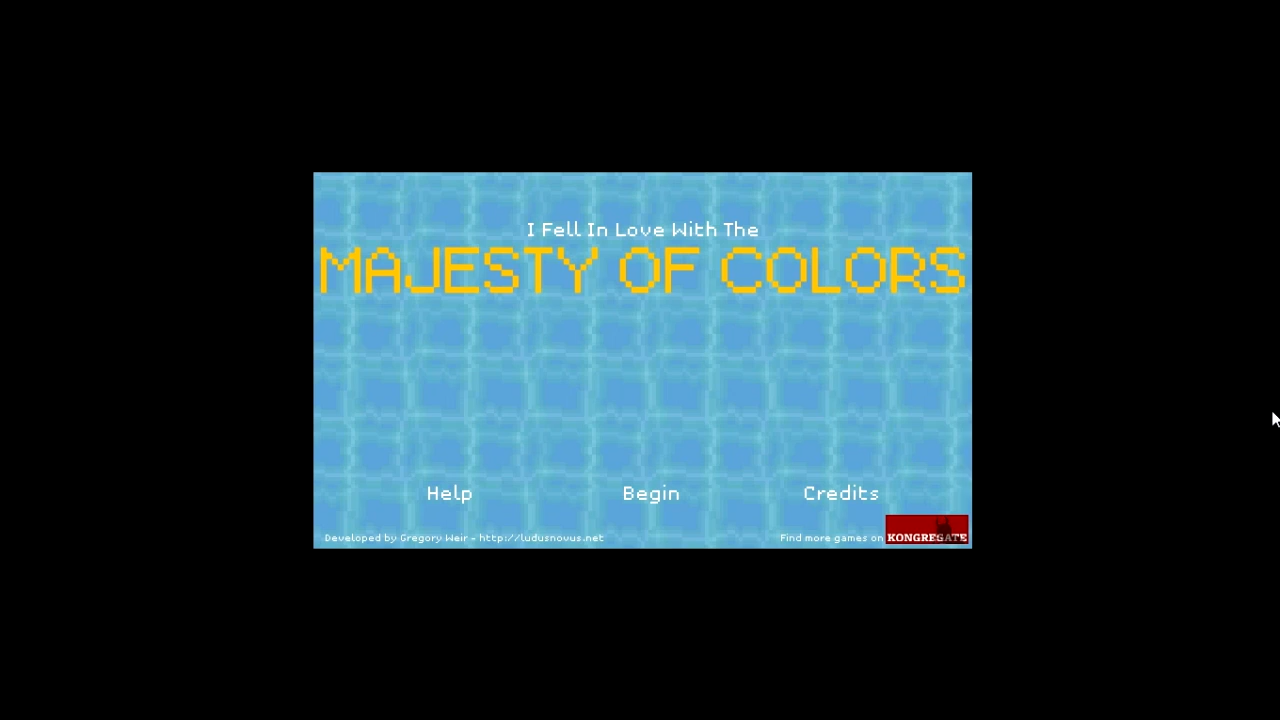 I Fell In Love With The
MAJESTY OF COLORS
Help Begin Credits
Developed by Gregory Weir - http://ludusnovus.net
Find more games on KONGREGATE